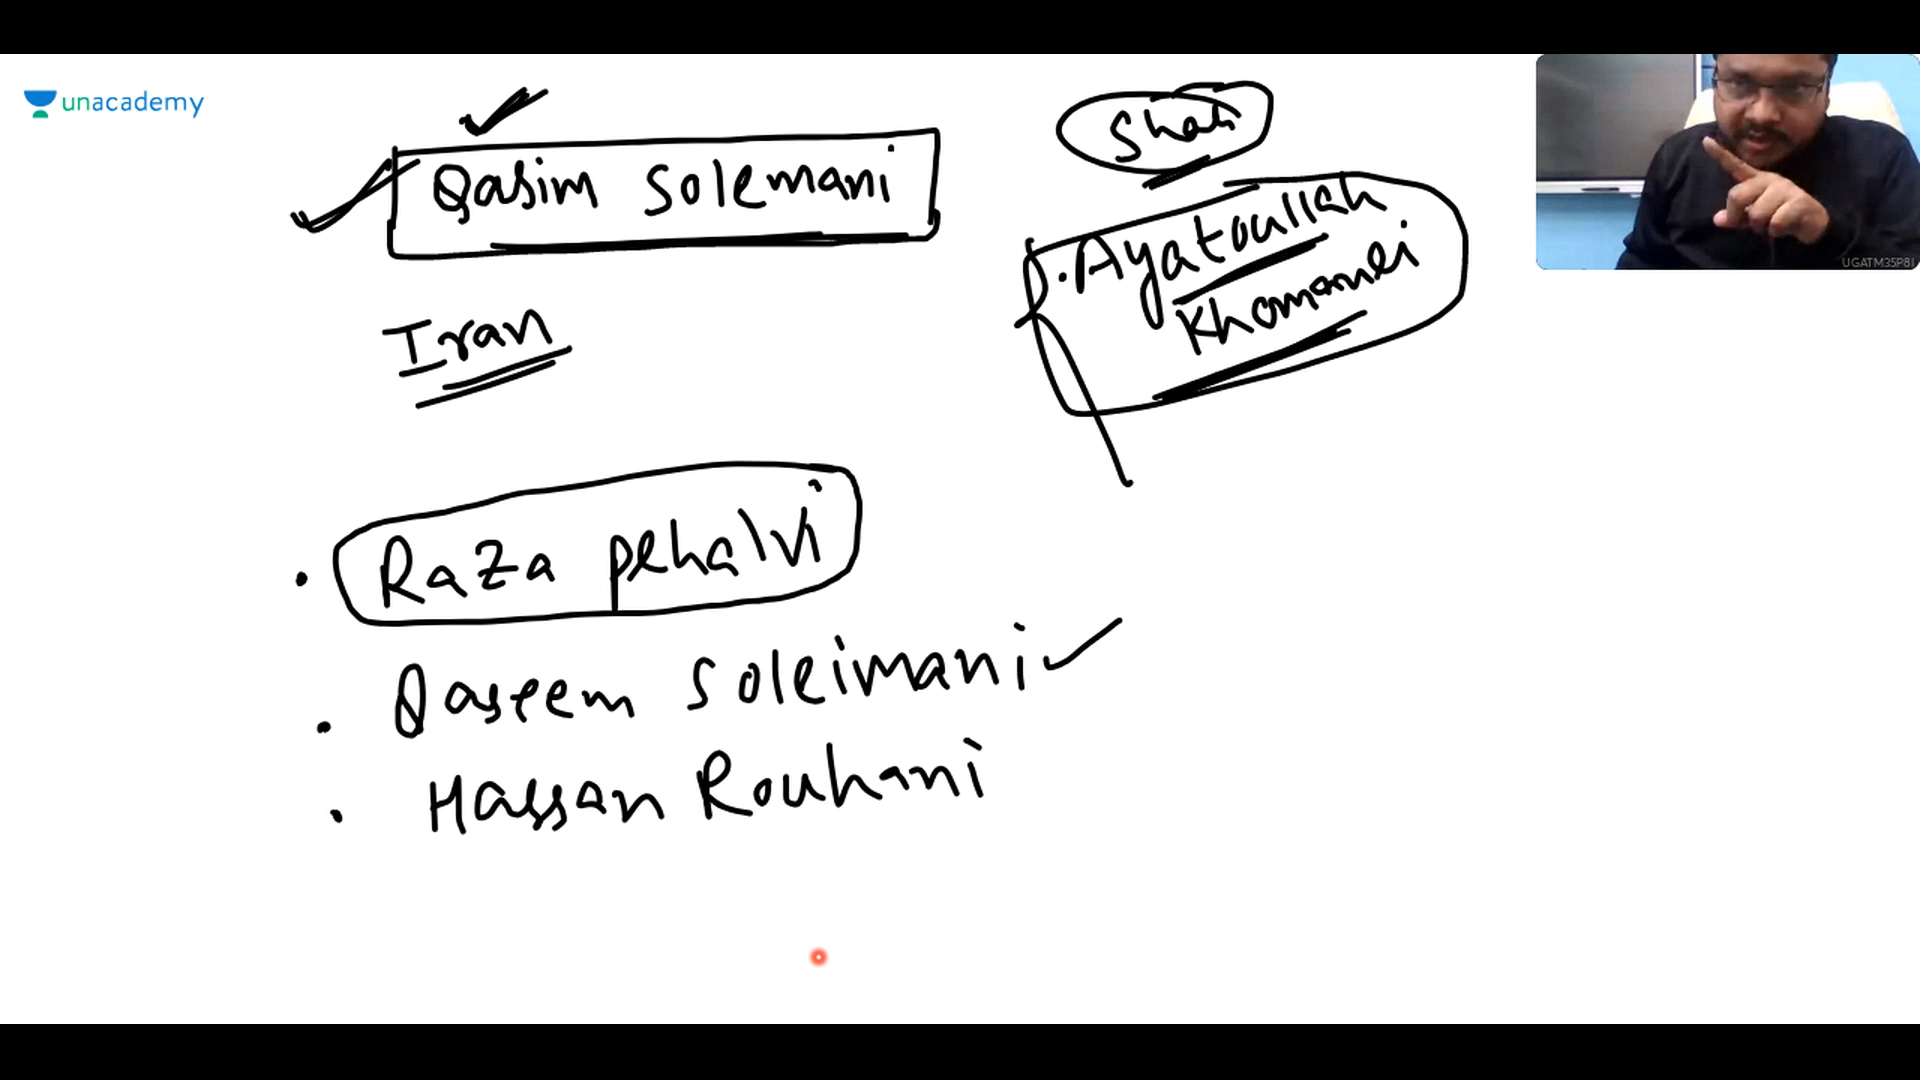 unacademy
Qasim Solemani
Iran
Shah
Ayatoullah
Khomanei
Raza pehalvi
Qaseem Soleimani
Hassan Rouhani
UGATM35P8I